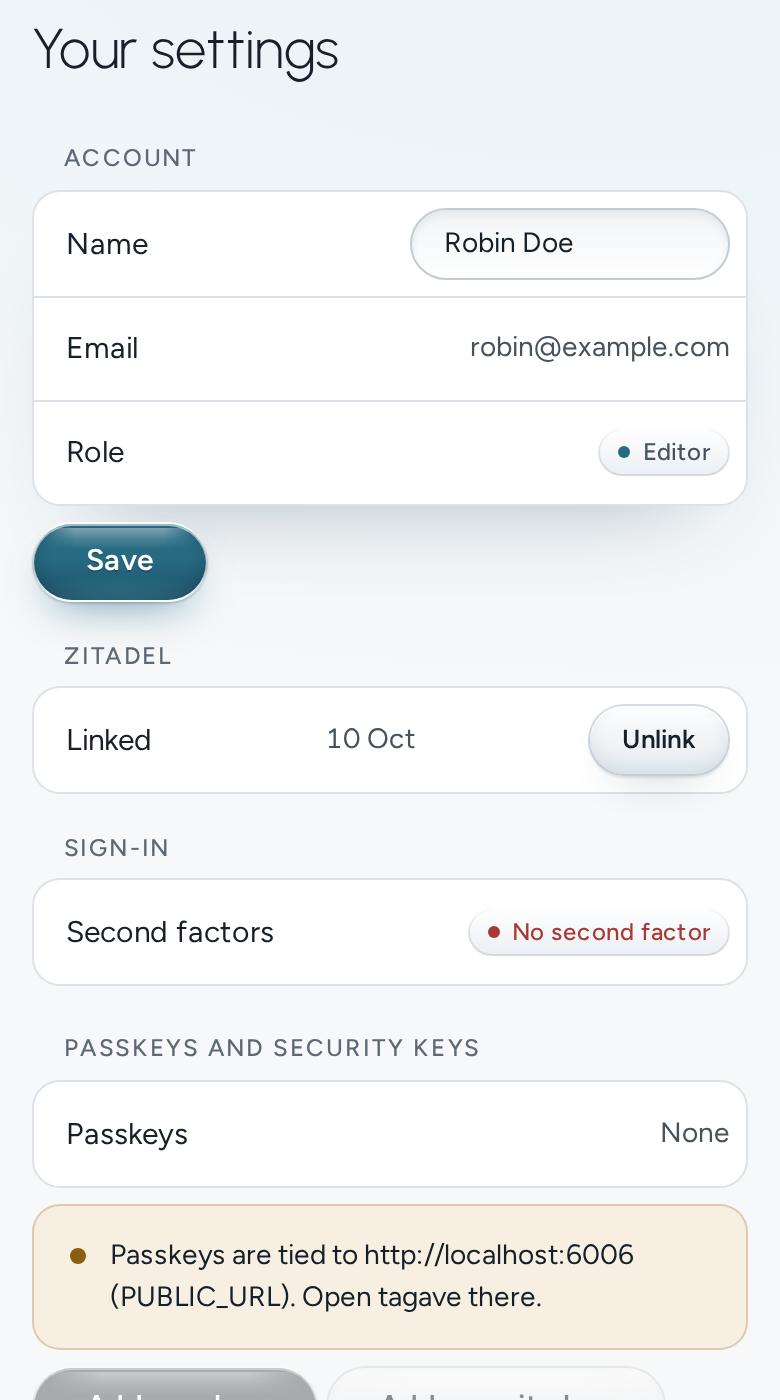 Your settings
ACCOUNT
Name Robin Doe
Email robin@example.com
Role Editor
Save
ZITADEL
Linked 10 Oct Unlink
SIGN-IN
Second factors No second factor
PASSKEYS AND SECURITY KEYS
Passkeys None
Passkeys are tied to http://localhost:6006
(PUBLIC_URL). Open tagave there.